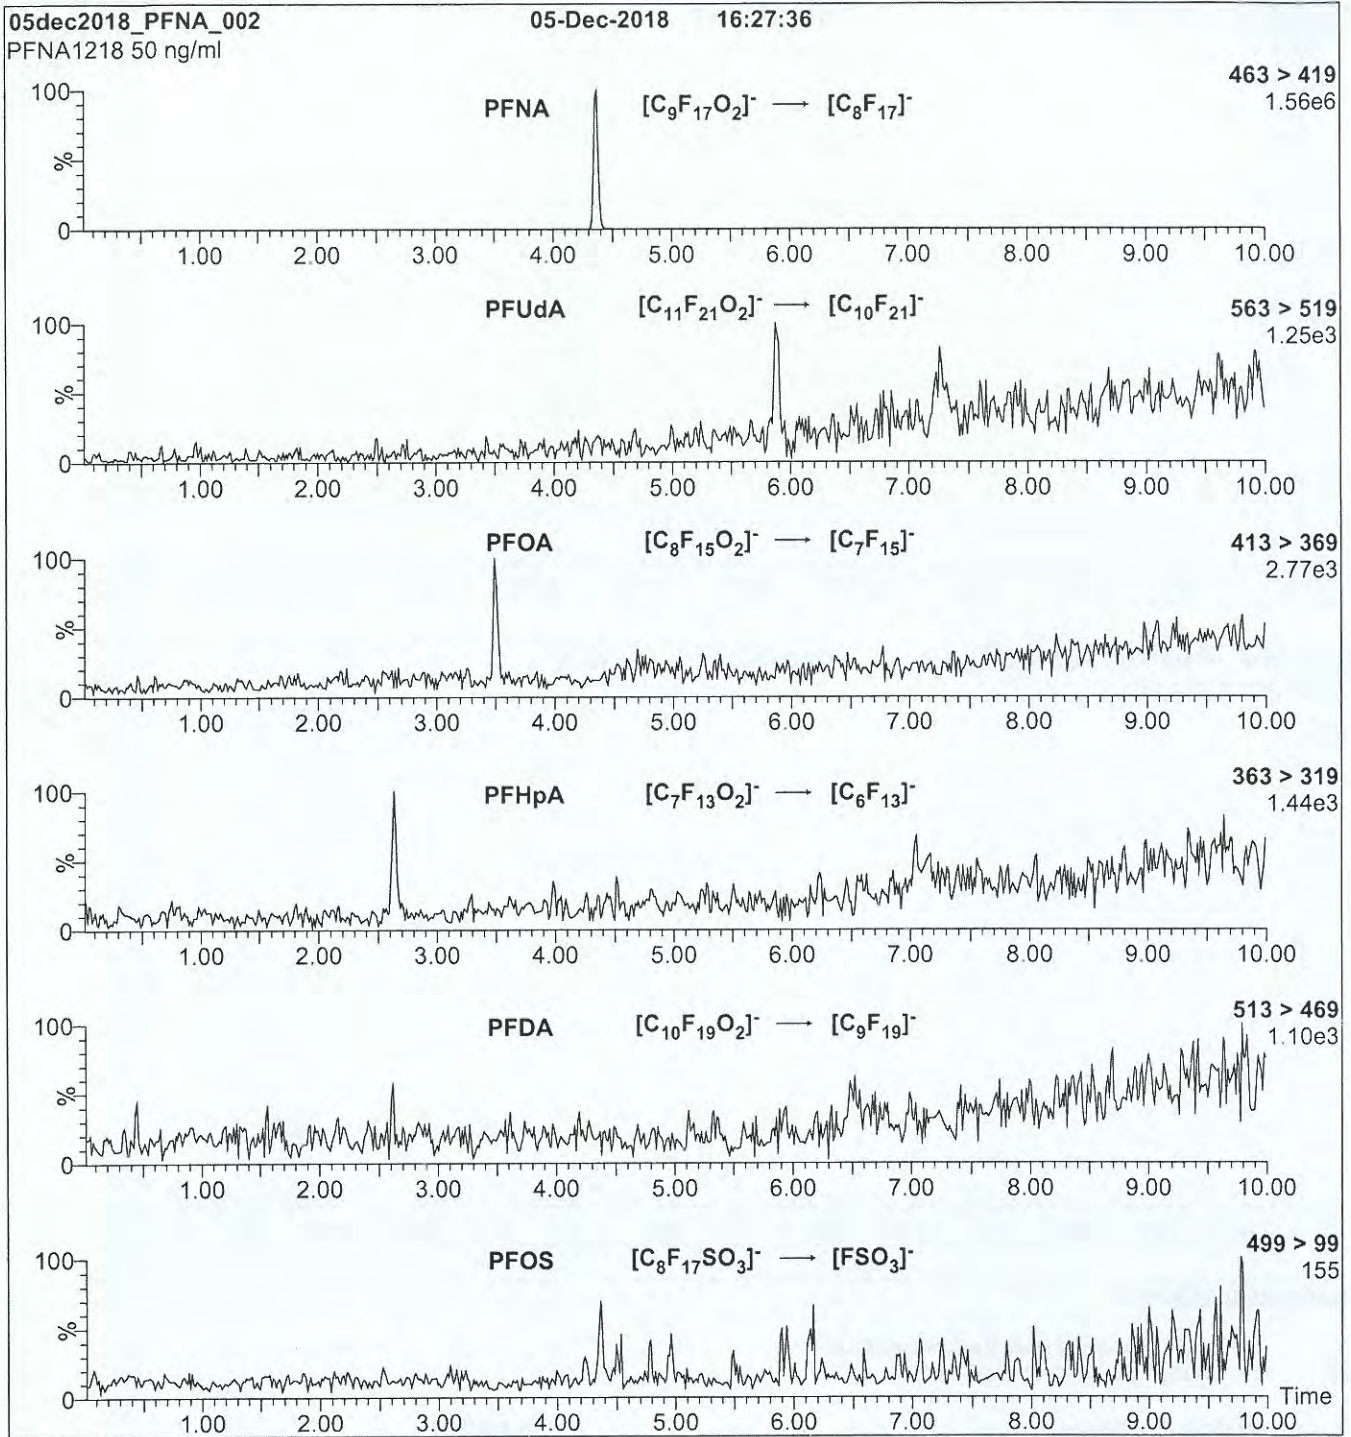 05dec2018_PFNA_002 05-Dec-2018 16:27:36
PFNA1218 50 ng/ml
463 > 419
1.56e6
PFNA [C9F17O2]- → [C8F17]-
100
%
0
1.00 2.00 3.00 4.00 5.00 6.00 7.00 8.00 9.00 10.00
563 > 519
1.25e3
PFUdA [C11F21O2]- → [C10F21]-
100
%
0
1.00 2.00 3.00 4.00 5.00 6.00 7.00 8.00 9.00 10.00
413 > 369
2.77e3
PFOA [C8F15O2]- → [C7F15]-
100
%
0
1.00 2.00 3.00 4.00 5.00 6.00 7.00 8.00 9.00 10.00
363 > 319
1.44e3
PFHpA [C7F13O2]- → [C6F13]-
100
%
0
1.00 2.00 3.00 4.00 5.00 6.00 7.00 8.00 9.00 10.00
513 > 469
1.10e3
PFDA [C10F19O2]- → [C9F19]-
100
%
0
1.00 2.00 3.00 4.00 5.00 6.00 7.00 8.00 9.00 10.00
499 > 99
155
PFOS [C8F17SO3]- → [FSO3]-
100
%
0
Time
1.00 2.00 3.00 4.00 5.00 6.00 7.00 8.00 9.00 10.00